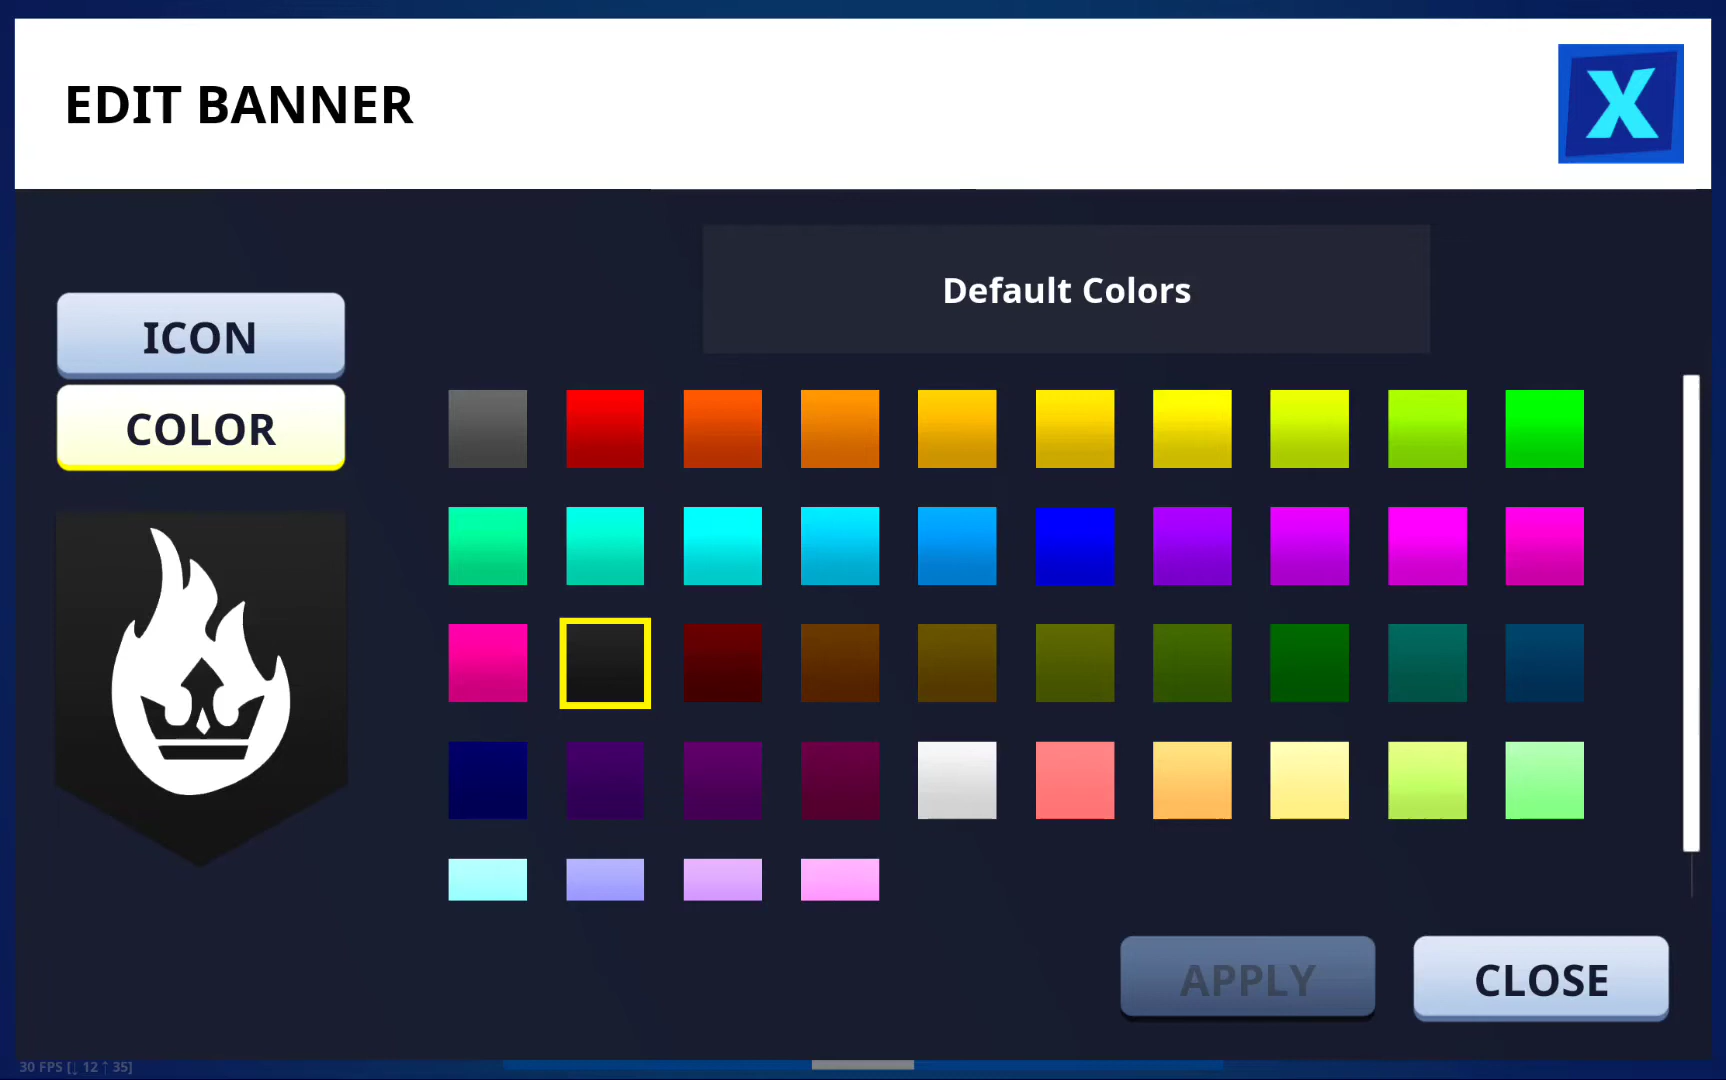 EDIT BANNER
X
Default Colors
ICON
COLOR
APPLY
CLOSE
30 FPS [↓ 12 ↑ 35]